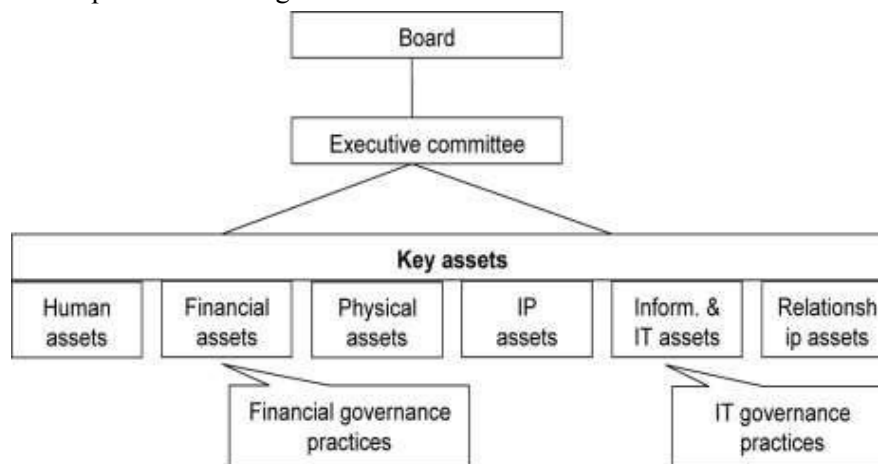 Board
Executive committee
Key assets
Human
assets
Financial
assets
Physical
assets
IP
assets
Inform. &
IT assets
Relationsh
ip assets
Financial governance
practices
IT governance
practices